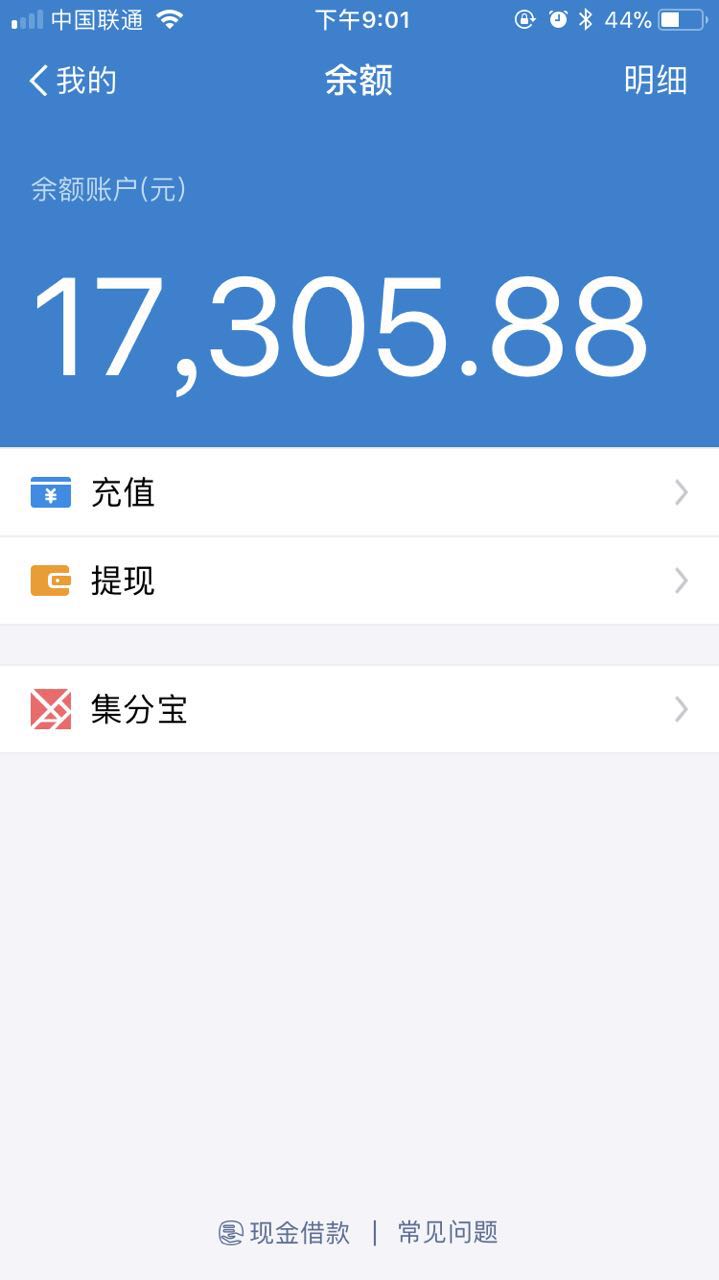 中国联通 下午9:01 44%
我的 余额 明细
余额账户(元)
17,305.88
¥ 充值
提现
集分宝
现金借款 | 常见问题